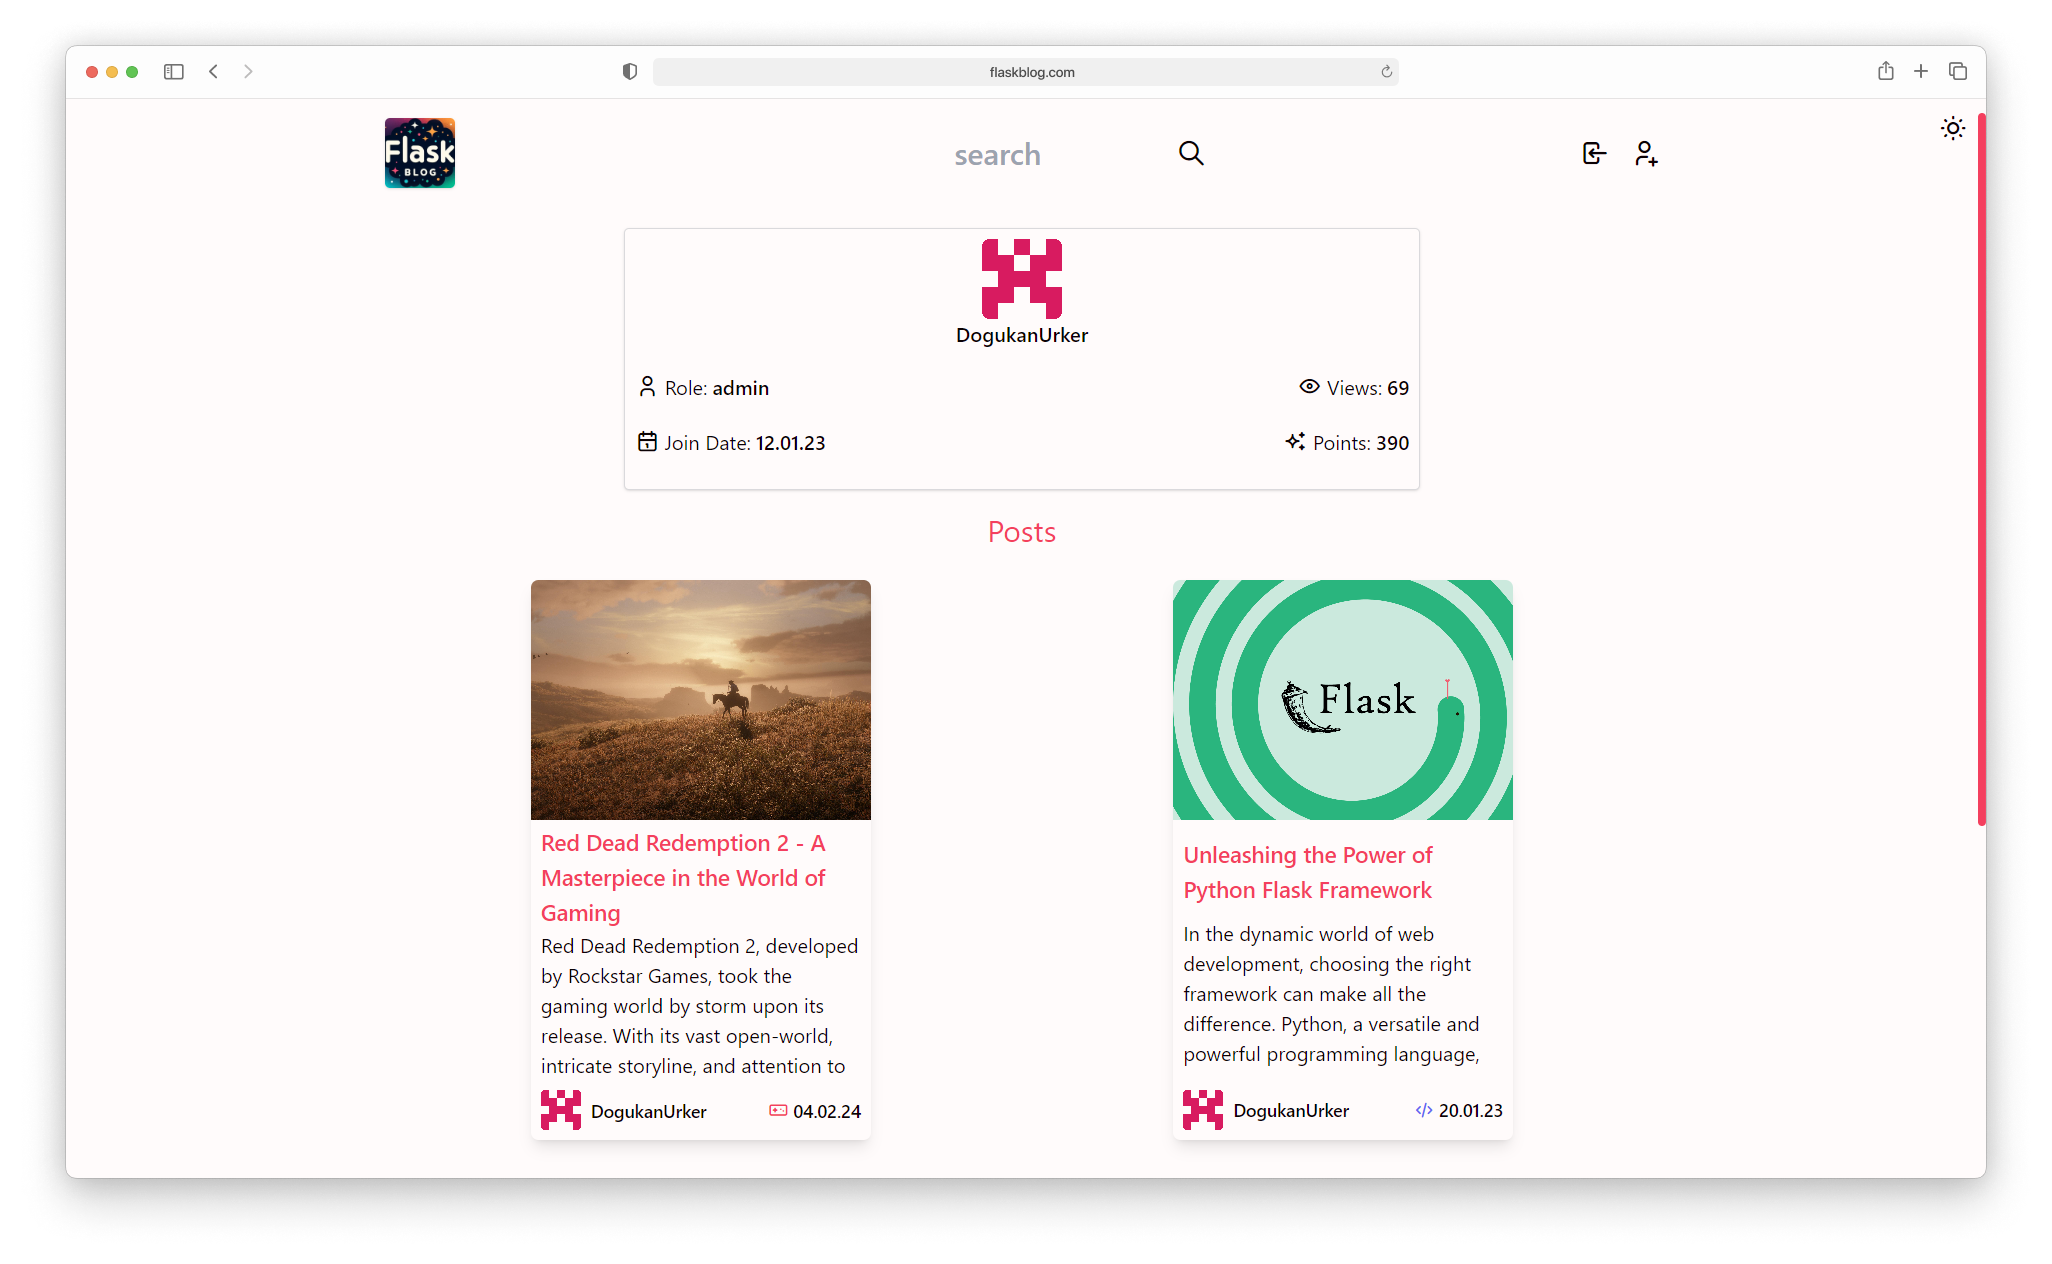 flaskblog.com
Flask
BLOG
search
DogukanUrker
Role: admin
Views: 69
Join Date: 12.01.23
Points: 390
Posts
Red Dead Redemption 2 - A
Masterpiece in the World of
Gaming
Red Dead Redemption 2, developed
by Rockstar Games, took the
gaming world by storm upon its
release. With its vast open-world,
intricate storyline, and attention to
DogukanUrker
04.02.24
Flask
Unleashing the Power of
Python Flask Framework
In the dynamic world of web
development, choosing the right
framework can make all the
difference. Python, a versatile and
powerful programming language,
DogukanUrker
20.01.23